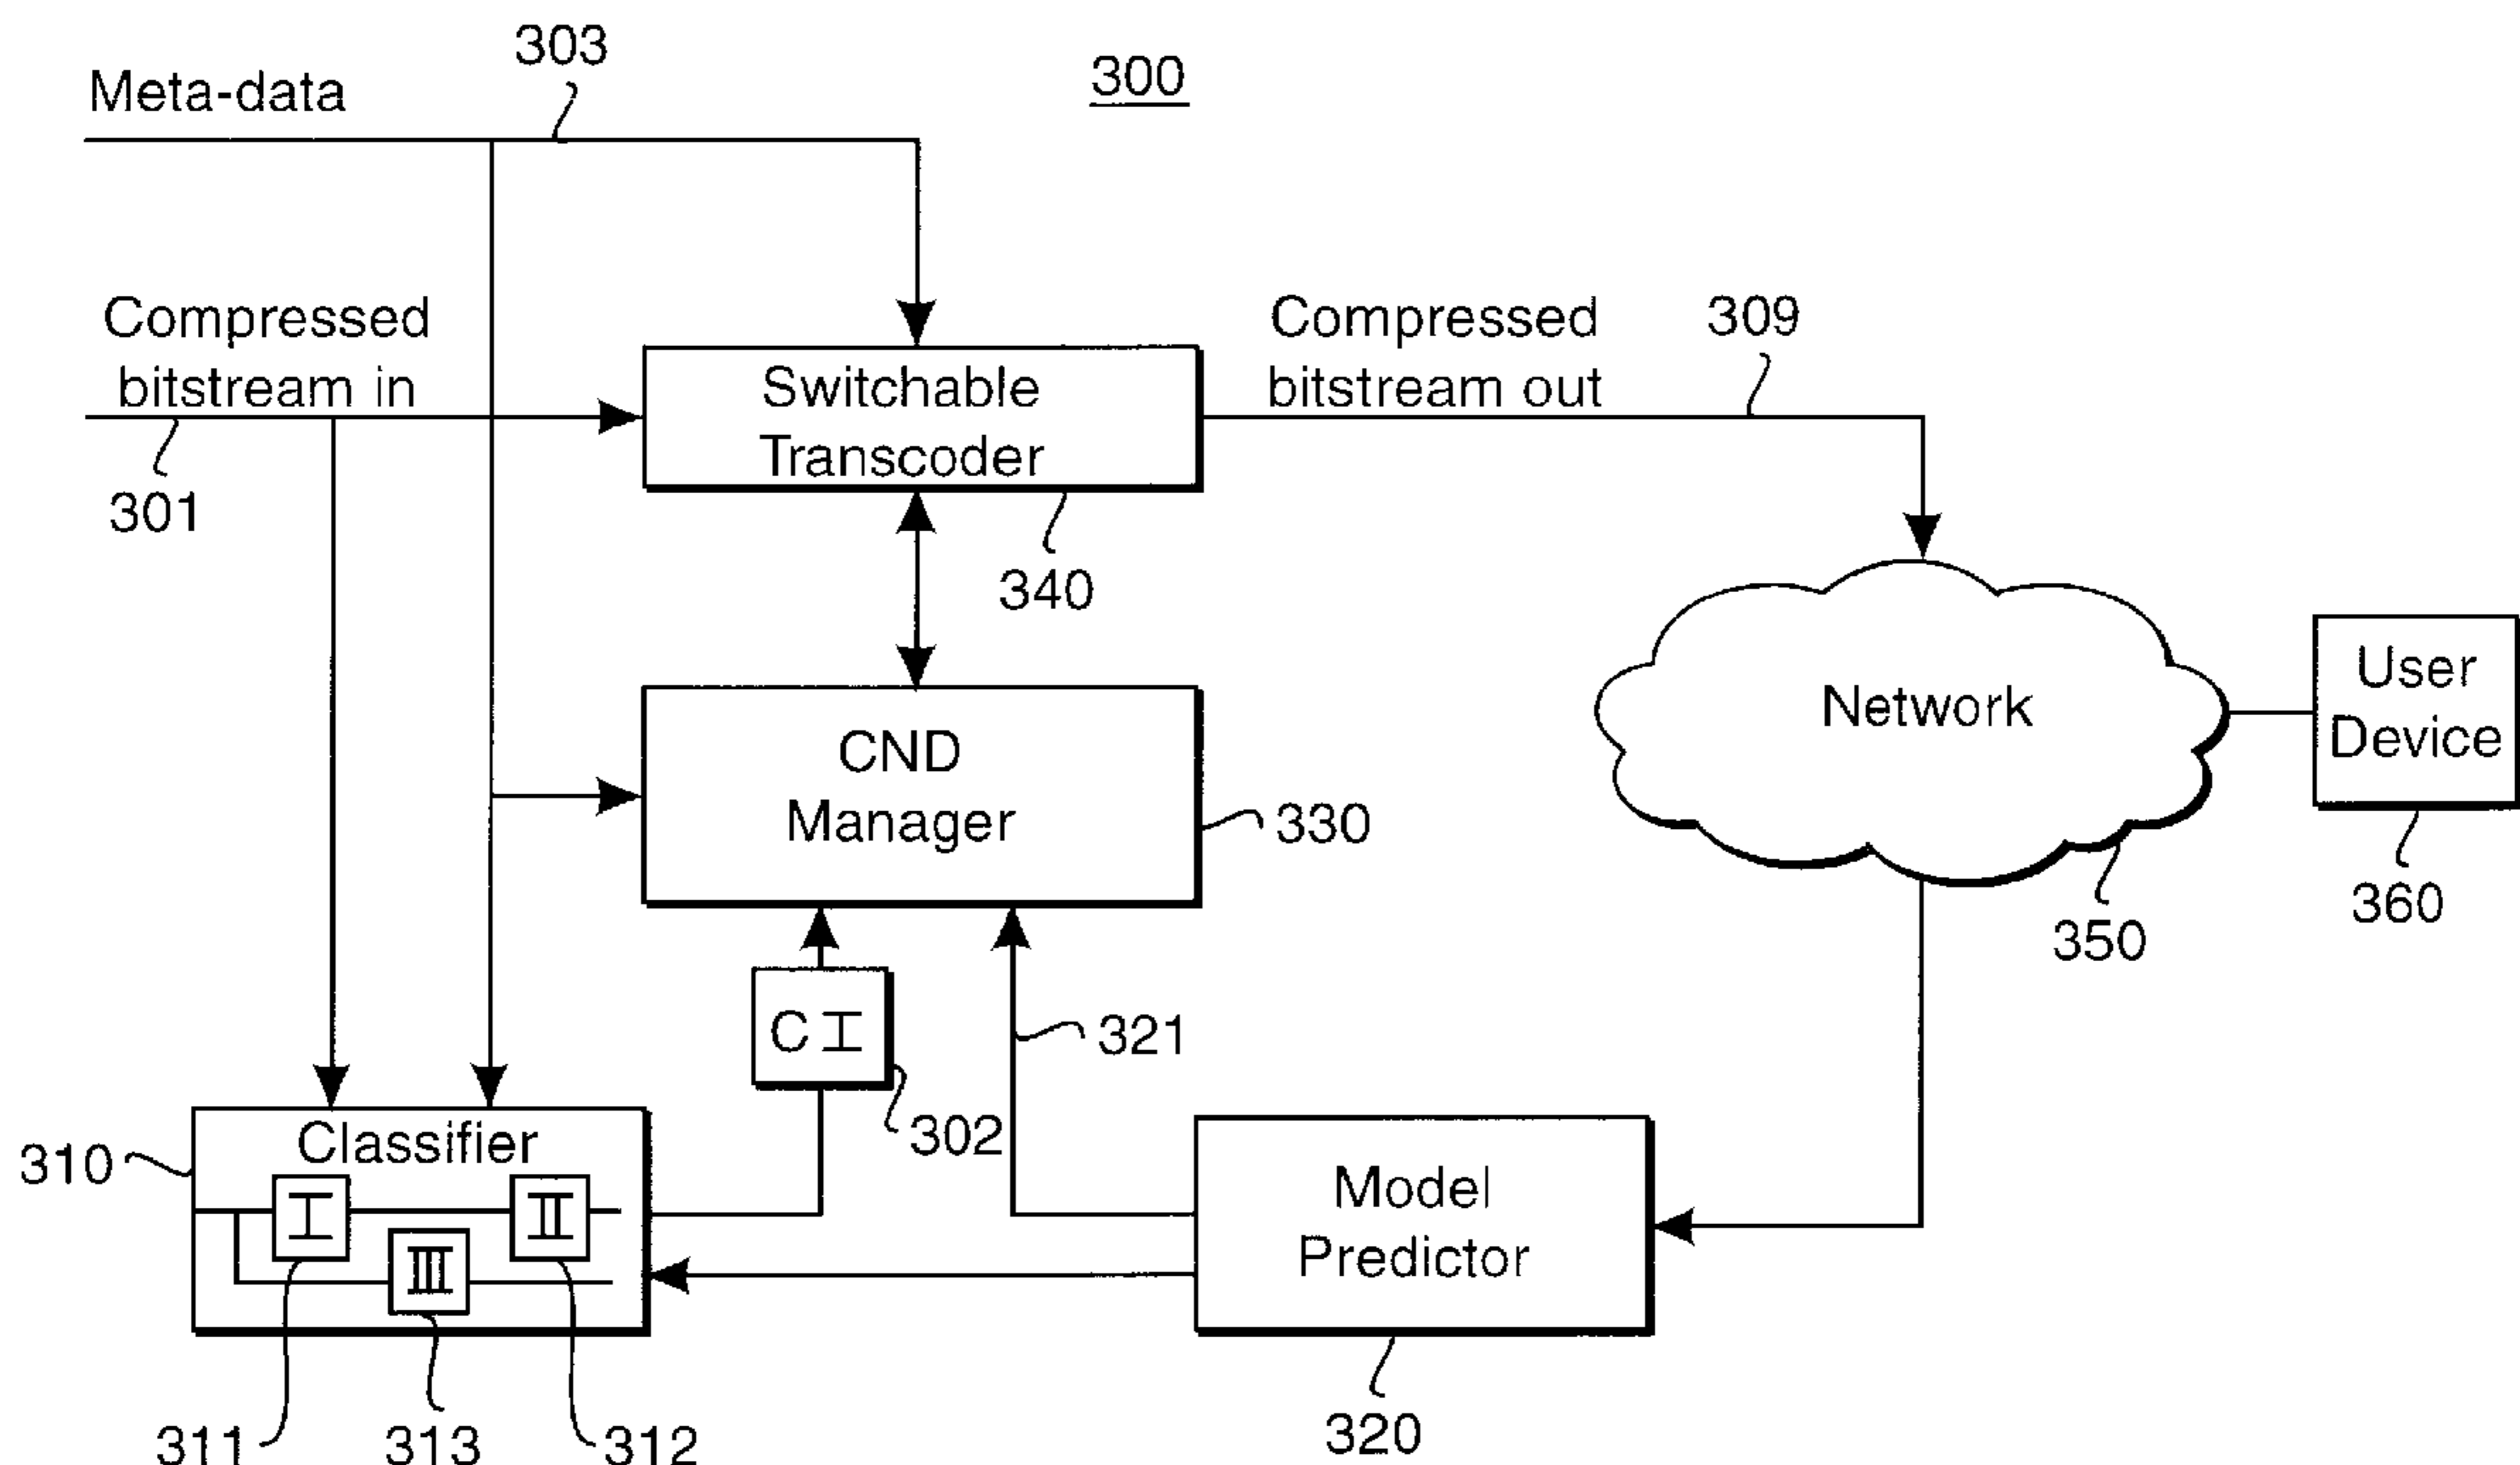 303
300
Meta-data
Compressed
bitstream in
301
Switchable
Transcoder
340
Compressed
bitstream out
309
CND
Manager
330
Network
350
User
Device
360
C I
302
321
Classifier
310
I
II
III
311
313
312
Model
Predictor
320